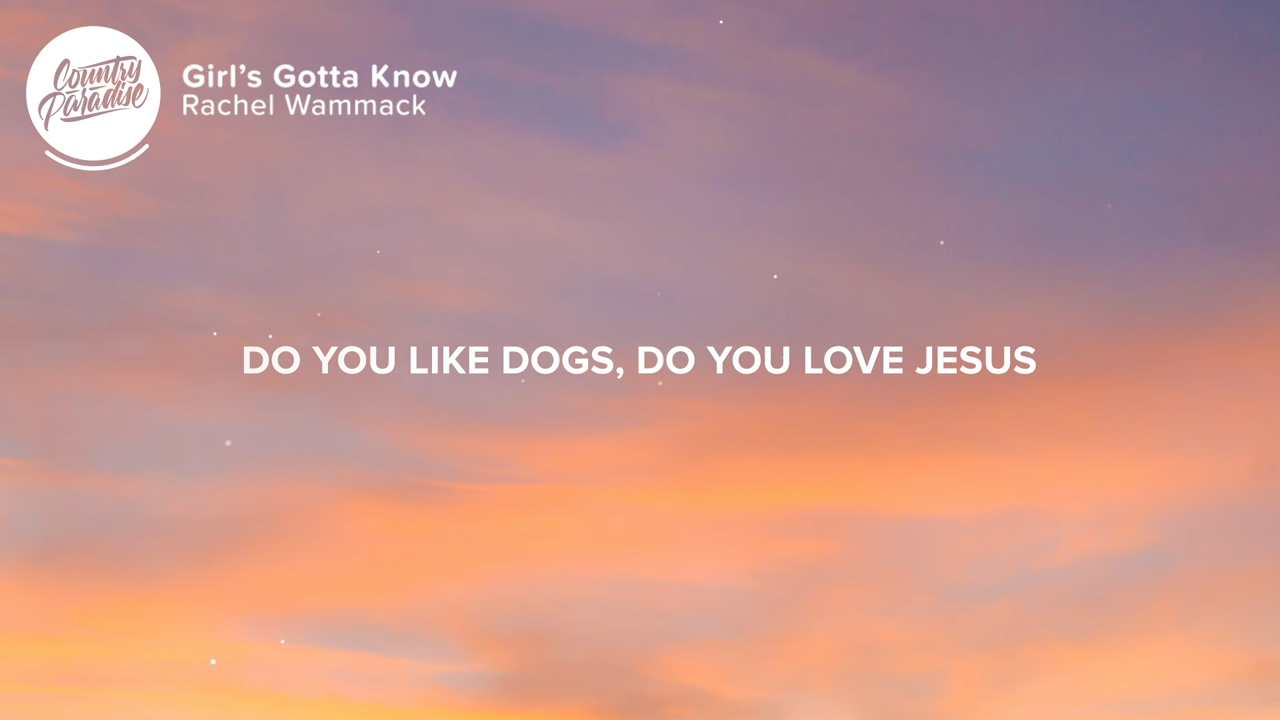 Country
Paradise
Girl's Gotta Know
Rachel Wammack
DO YOU LIKE DOGS, DO YOU LOVE JESUS